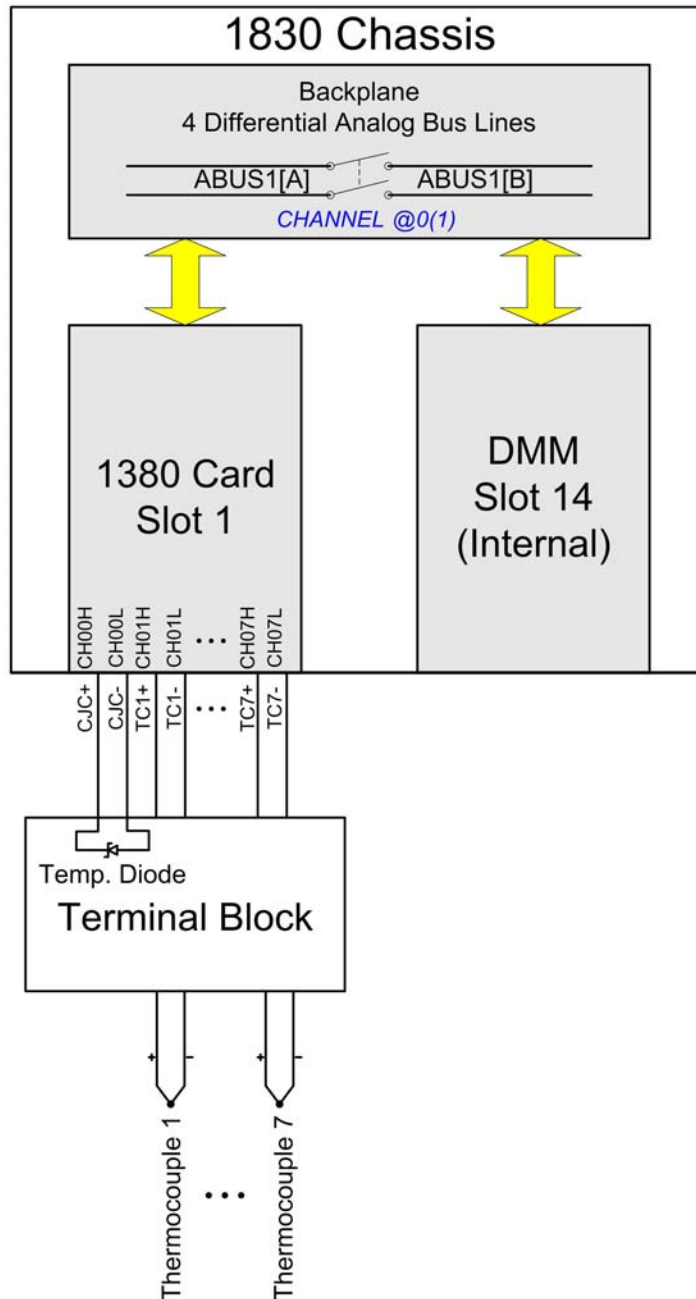 1830 Chassis
Backplane
4 Differential Analog Bus Lines
ABUS1[A] ABUS1[B]
CHANNEL @0(1)
1380 Card
Slot 1
DMM
Slot 14
(Internal)
CH00H
CH00L
CH01H
CH01L
...
CH07H
CH07L
CJC+
CJC-
TC1+
TC1-
...
TC7+
TC7-
Temp. Diode
Terminal Block
+ - + -
Thermocouple 1
...
Thermocouple 7